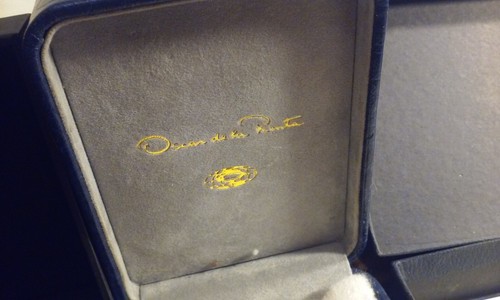 Oscar de la Renta